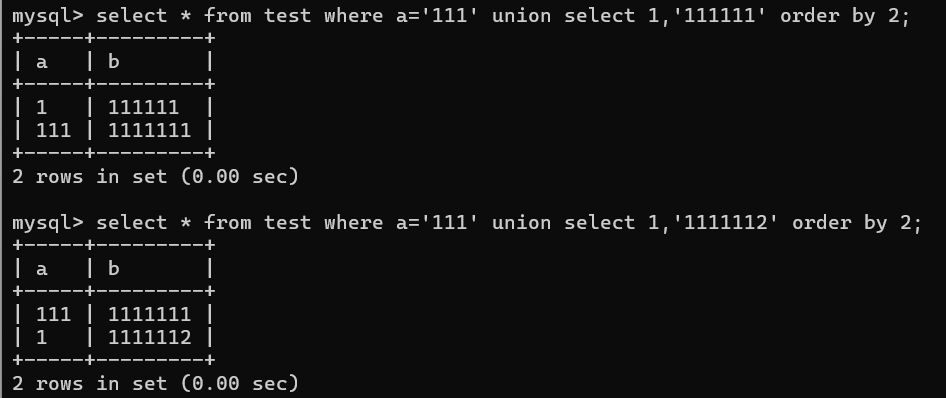 mysql> select * from test where a='111' union select 1,'111111' order by 2;
+-----+---------+
| a   | b       |
+-----+---------+
| 1   | 111111  |
| 111 | 1111111 |
+-----+---------+
2 rows in set (0.00 sec)

mysql> select * from test where a='111' union select 1,'1111112' order by 2;
+-----+---------+
| a   | b       |
+-----+---------+
| 111 | 1111111 |
| 1   | 1111112 |
+-----+---------+
2 rows in set (0.00 sec)